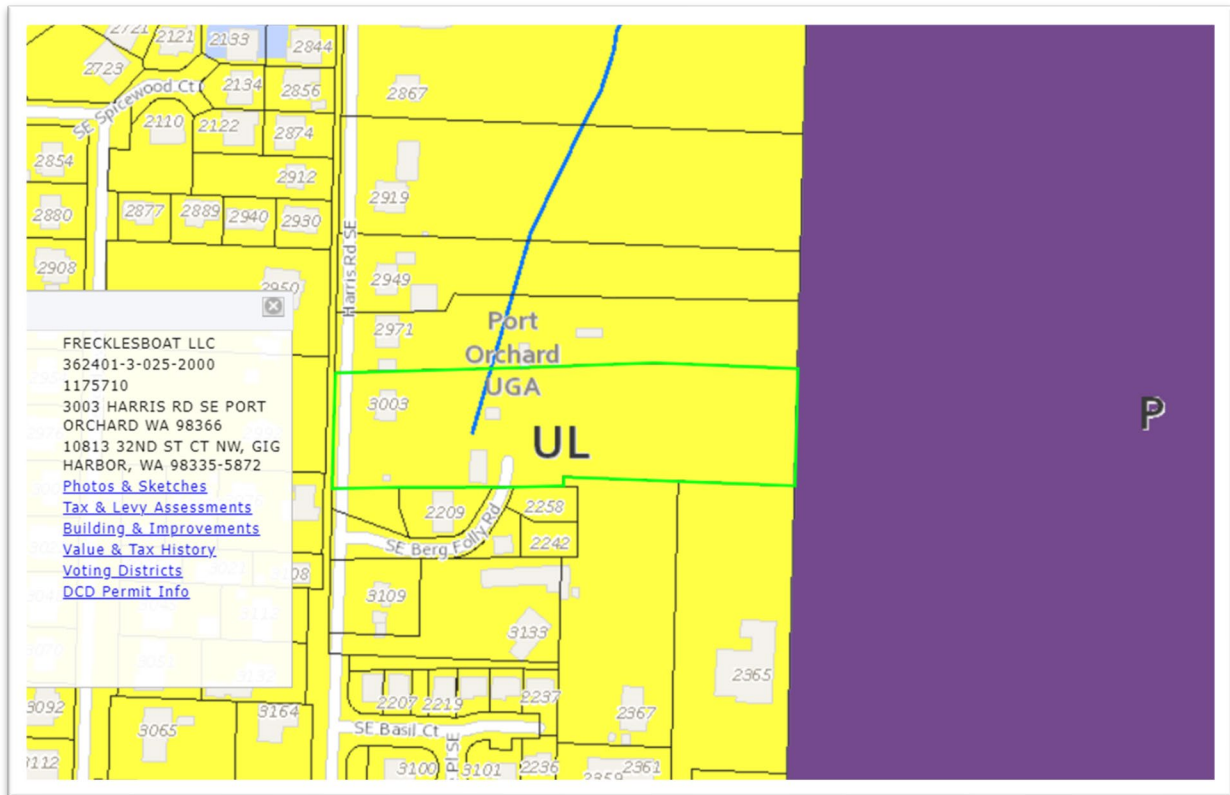 2721
2121
2133
2844
2723
2134
2856
2867
SE Spicewood Ct
2110
2122
2874
2854
2912
2919
2880
2877
2889
2940
2930
Harris Rd SE
2908
2950
2949
Port
Orchard
UGA
2971
UL
P
3003
FRECKLESBOAT LLC
362401-3-025-2000
1175710
3003 HARRIS RD SE PORT
ORCHARD WA 98366
10813 32ND ST CT NW, GIG
HARBOR, WA 98335-5872
Photos & Sketches
Tax & Levy Assessments
Building & Improvements
Value & Tax History
Voting Districts
DCD Permit Info
2209
2258
SE Berg Folly Rd
2242
3109
3133
2365
2207
2219
2237
2367
3092
3065
3164
SE Basil Ct
Pl SE
3112
3100
3101
2236
2359
2361